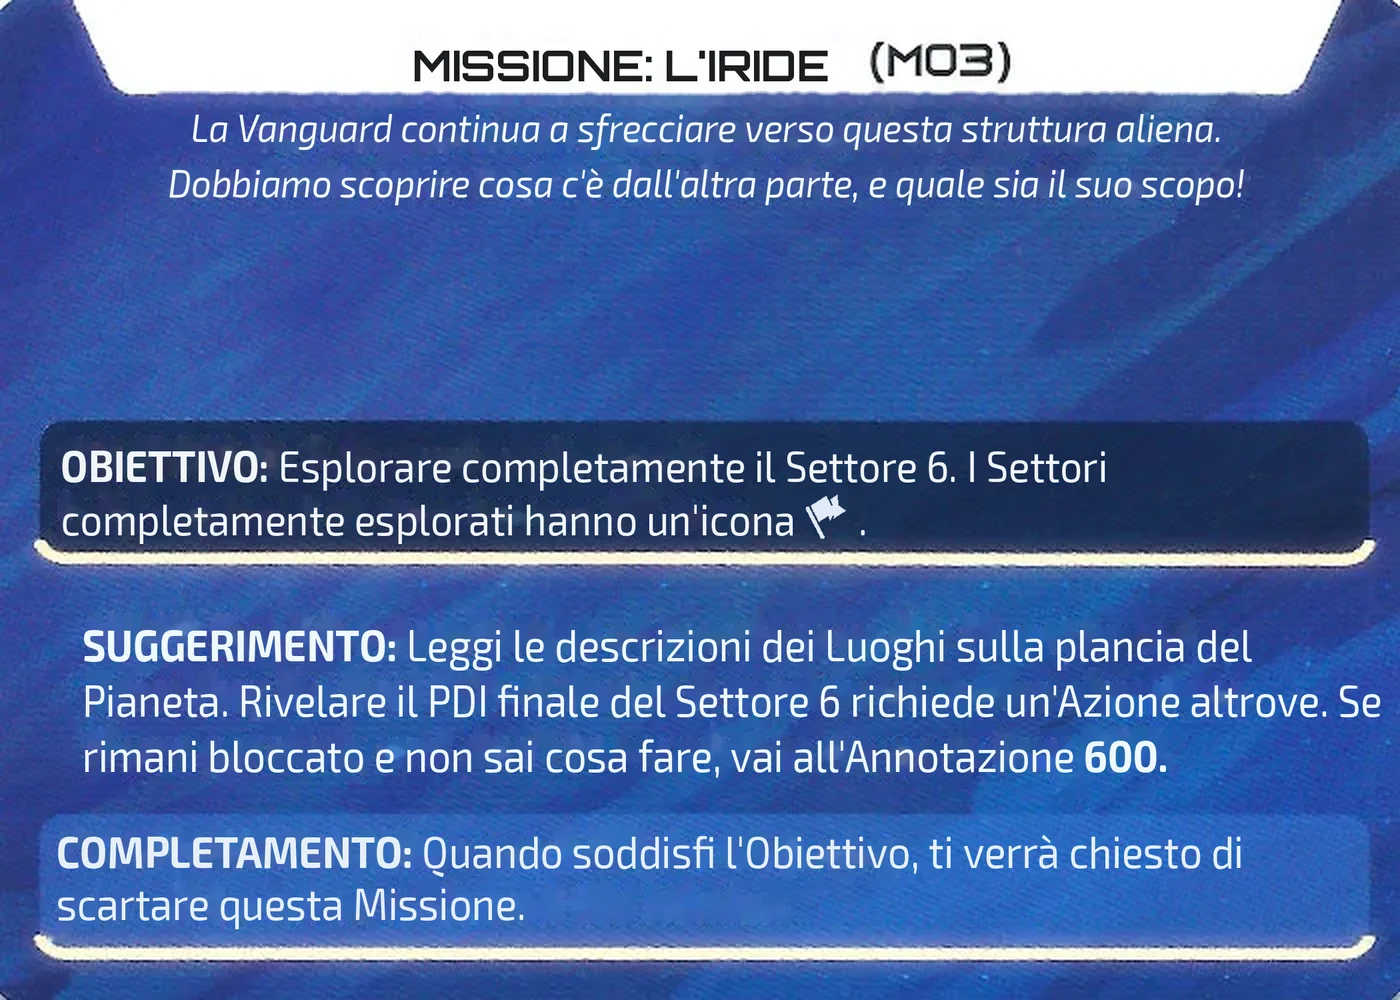 MISSIONE: L'IRIDE (M03)
La Vanguard continua a sfrecciare verso questa struttura aliena.
Dobbiamo scoprire cosa c'è dall'altra parte, e quale sia il suo scopo!
OBIETTIVO: Esplorare completamente il Settore 6. I Settori
completamente esplorati hanno un'icona .
SUGGERIMENTO: Leggi le descrizioni dei Luoghi sulla plancia del
Pianeta. Rivelare il PDI finale del Settore 6 richiede un'Azione altrove. Se
rimani bloccato e non sai cosa fare, vai all'Annotazione 600.
COMPLETAMENTO: Quando soddisfi l'Obiettivo, ti verrà chiesto di
scartare questa Missione.